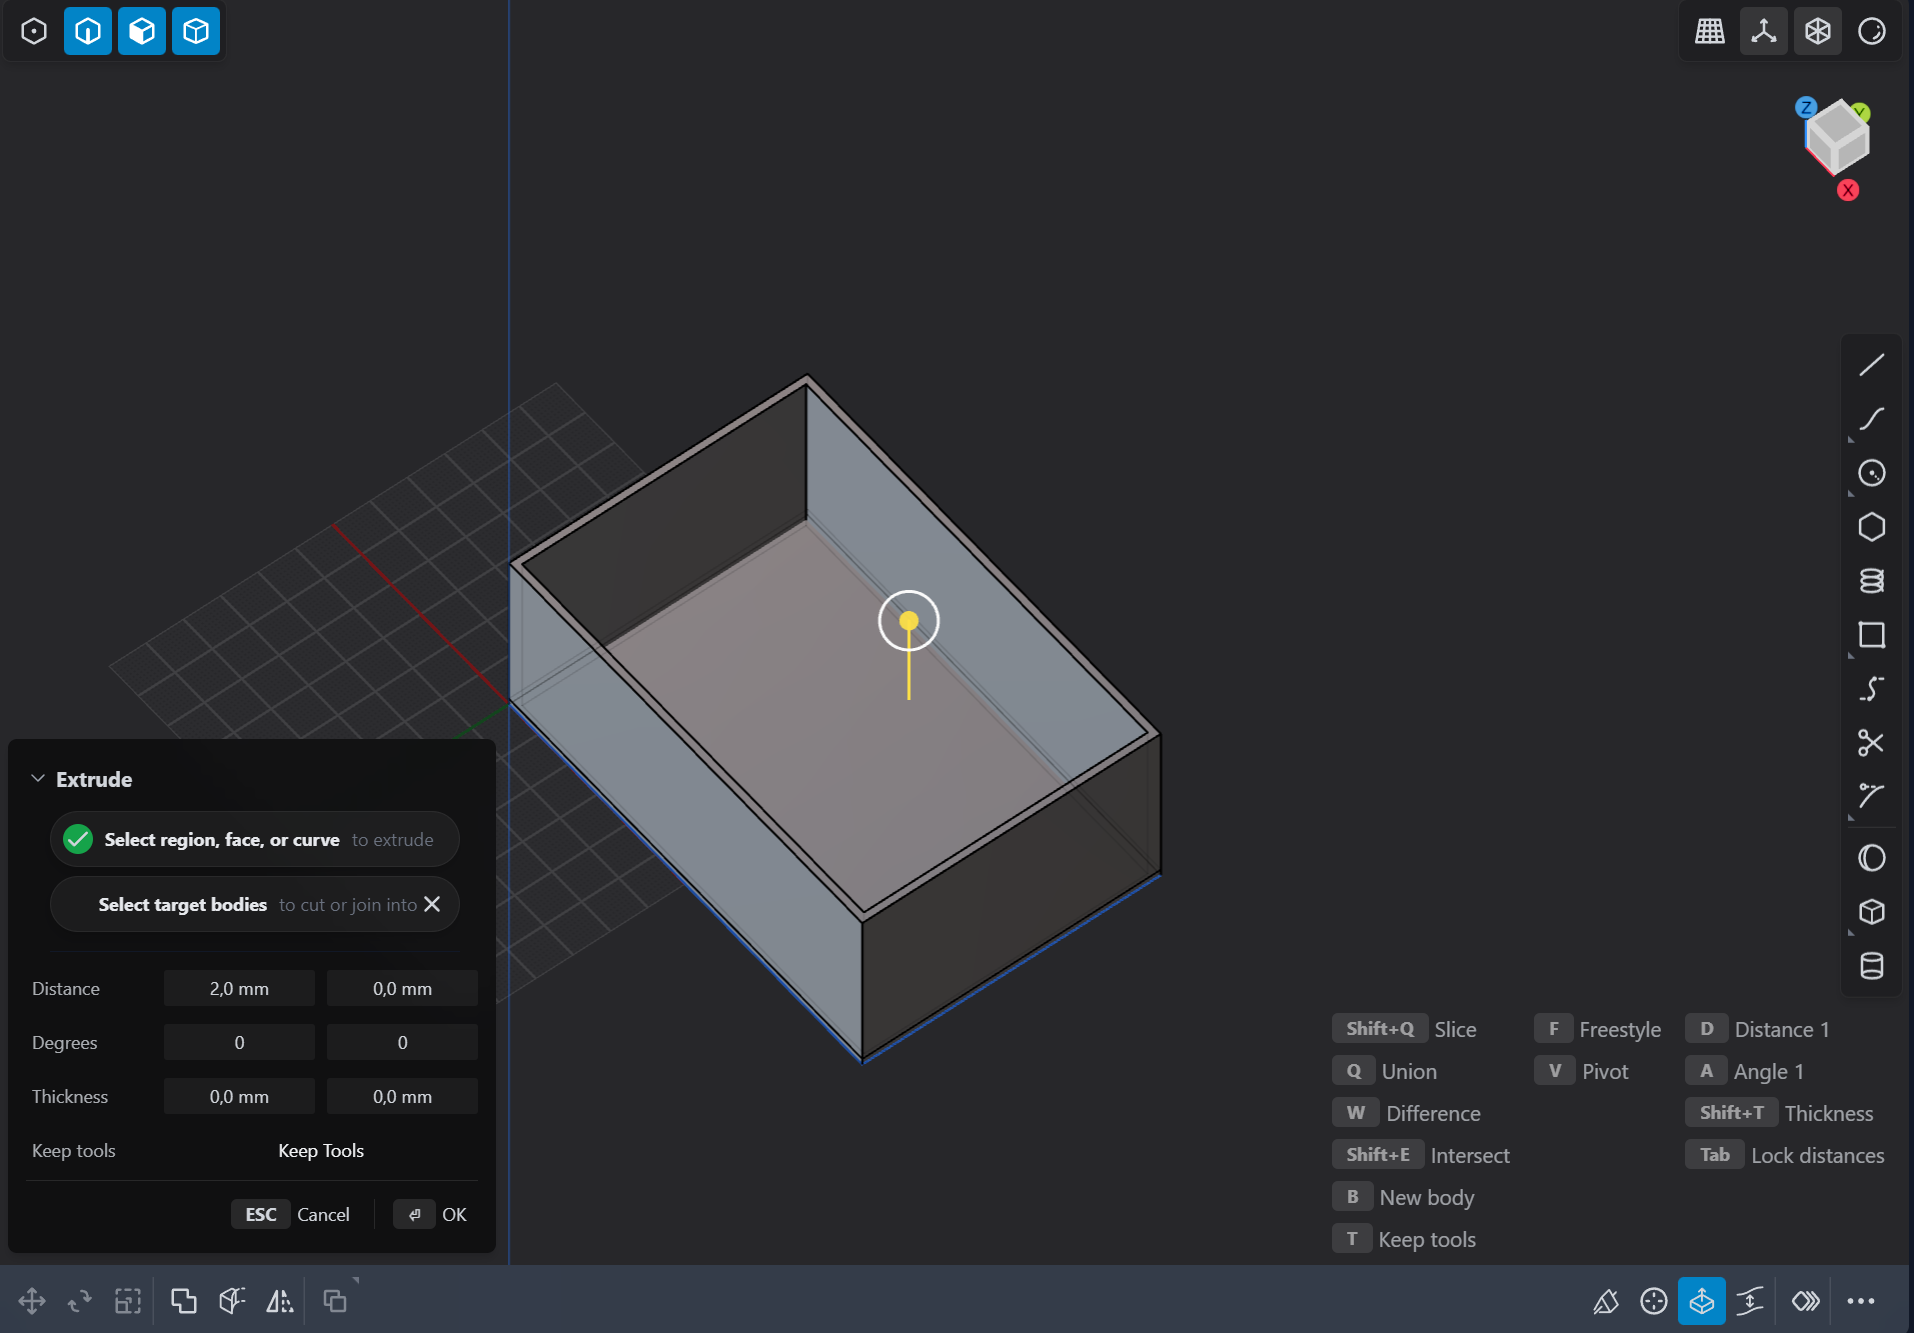 Z
Y
X
Extrude
Select region, face, or curve to extrude
Select target bodies to cut or join into
Distance 2,0 mm 0,0 mm
Degrees 0 0
Thickness 0,0 mm 0,0 mm
Keep tools Keep Tools
ESC Cancel OK
Shift+Q Slice F Freestyle D Distance 1
Q Union V Pivot A Angle 1
W Difference Shift+T Thickness
Shift+E Intersect Tab Lock distances
B New body
T Keep tools